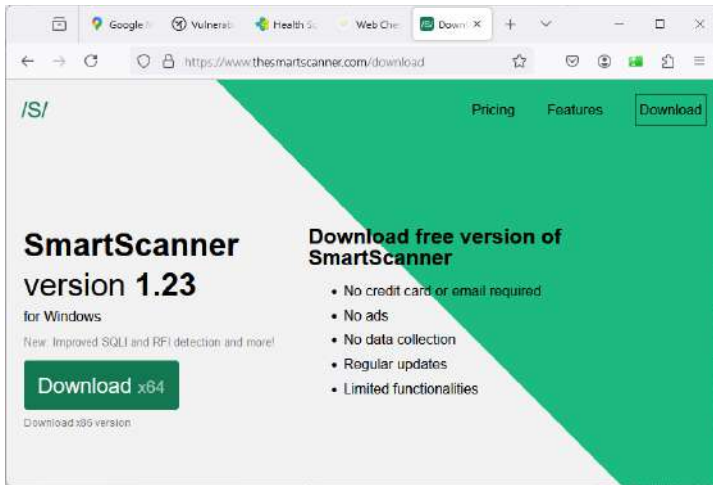 Google
Vulnerab
Health S
Web Che
Down
https://www.thesmartscanner.com/download
/S/
Pricing
Features
Download
SmartScanner
version 1.23
for Windows
New: Improved SQLI and RFI detection and more!
Download x64
Download x86 version
Download free version of
SmartScanner
• No credit card or email required
• No ads
• No data collection
• Regular updates
• Limited functionalities